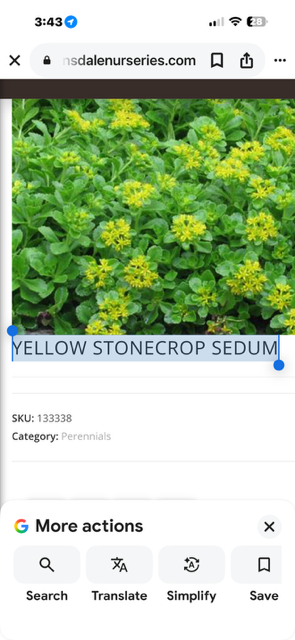 3:43
28
nsdalenurseries.com
YELLOW STONECROP SEDUM
SKU: 133338
Category: Perennials
More actions
Search Translate Simplify Save